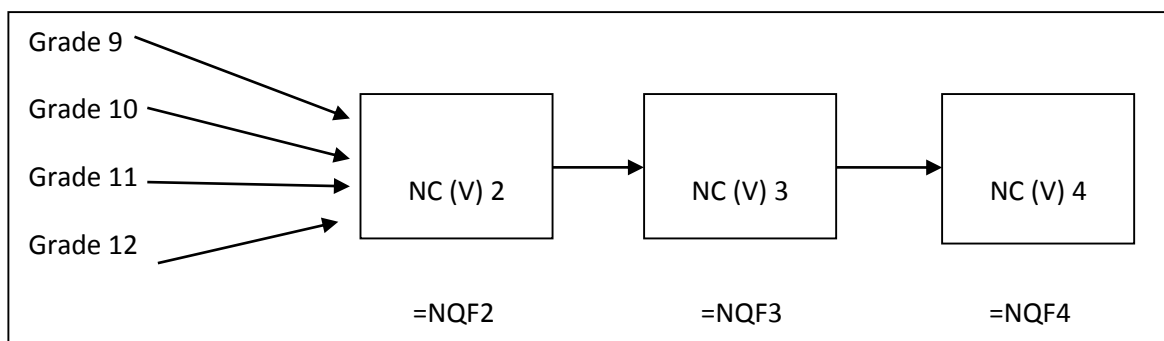 Grade 9
Grade 10
Grade 11
Grade 12
NC (V) 2
NC (V) 3
NC (V) 4
=NQF2
=NQF3
=NQF4